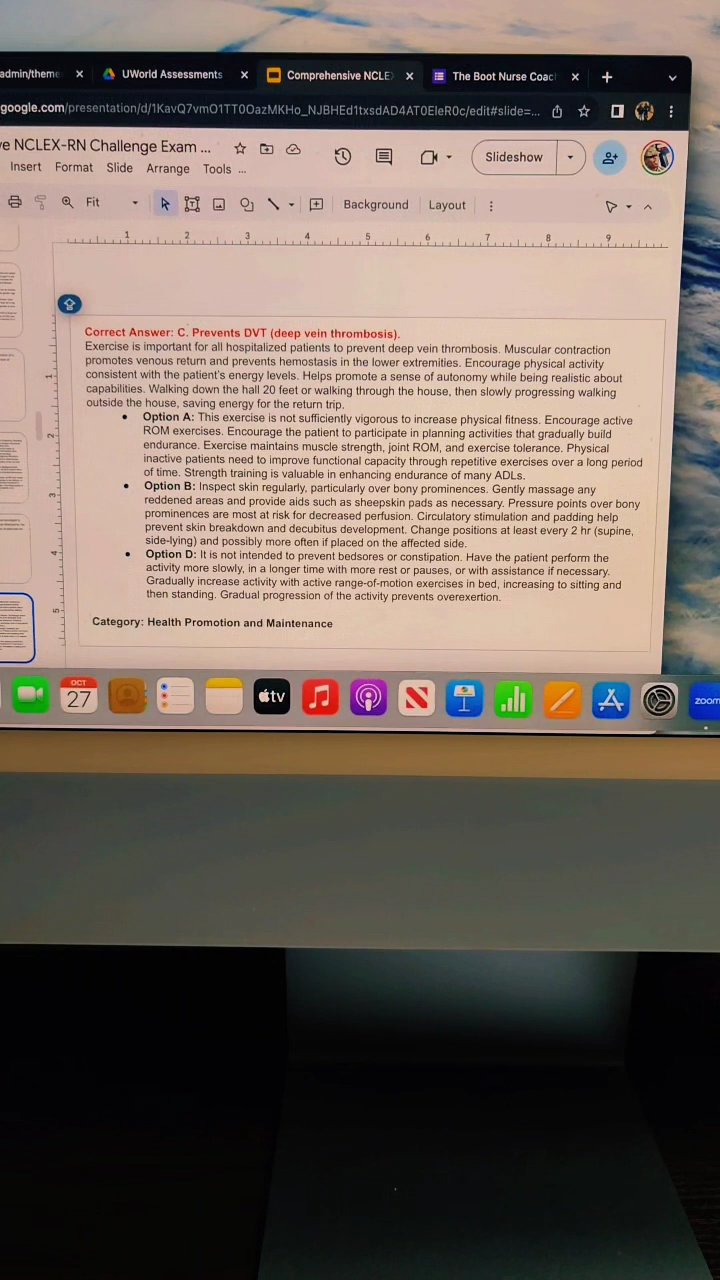 admin/theme
UWorld Assessments
Comprehensive NCLE
The Boot Nurse Coac
google.com/presentation/d/1KavQ7vmO1TT0OazMKHo_NJBHEd1txsdAD4AT0EleR0c/edit#slide=...
ve NCLEX-RN Challenge Exam ...
Insert Format Slide Arrange Tools ...
Slideshow
Fit
Background Layout
1 2 3 4 5 6 7 8 9
Correct Answer: C. Prevents DVT (deep vein thrombosis).
Exercise is important for all hospitalized patients to prevent deep vein thrombosis. Muscular contraction
promotes venous return and prevents hemostasis in the lower extremities. Encourage physical activity
consistent with the patient's energy levels. Helps promote a sense of autonomy while being realistic about
1
capabilities. Walking down the hall 20 feet or walking through the house, then slowly progressing walking
outside the house, saving energy for the return trip.
• Option A: This exercise is not sufficiently vigorous to increase physical fitness. Encourage active
2
ROM exercises. Encourage the patient to participate in planning activities that gradually build
endurance. Exercise maintains muscle strength, joint ROM, and exercise tolerance. Physical
inactive patients need to improve functional capacity through repetitive exercises over a long period
of time. Strength training is valuable in enhancing endurance of many ADLs.
• Option B: Inspect skin regularly, particularly over bony prominences. Gently massage any
3
reddened areas and provide aids such as sheepskin pads as necessary. Pressure points over bony
prominences are most at risk for decreased perfusion. Circulatory stimulation and padding help
prevent skin breakdown and decubitus development. Change positions at least every 2 hr (supine,
side-lying) and possibly more often if placed on the affected side.
4
• Option D: It is not intended to prevent bedsores or constipation. Have the patient perform the
activity more slowly, in a longer time with more rest or pauses, or with assistance if necessary.
Gradually increase activity with active range-of-motion exercises in bed, increasing to sitting and
then standing. Gradual progression of the activity prevents overexertion.
5
Category: Health Promotion and Maintenance
OCT
27
tv
zoom